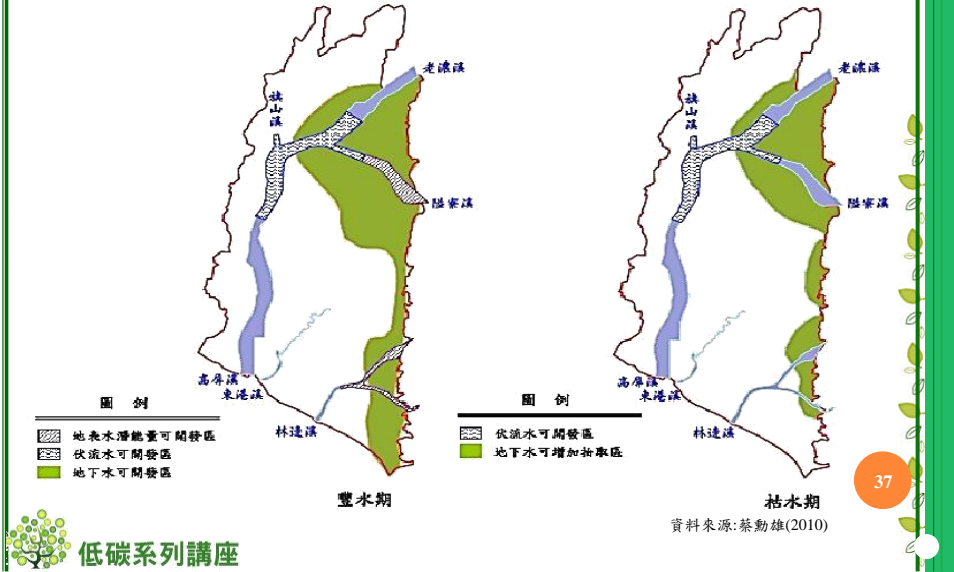 老濃溪
旗山溪
隘寮溪
高屏溪
東港溪
林邊溪
圖 例
地表水潛能量可開發區
伏流水可開發區
地下水可開發區
豐水期
老濃溪
旗山溪
隘寮溪
高屏溪
東港溪
林邊溪
圖 例
伏流水可開發區
地下水可增加抽取區
枯水期
資料來源:蔡勳雄(2010)
37
低碳系列講座